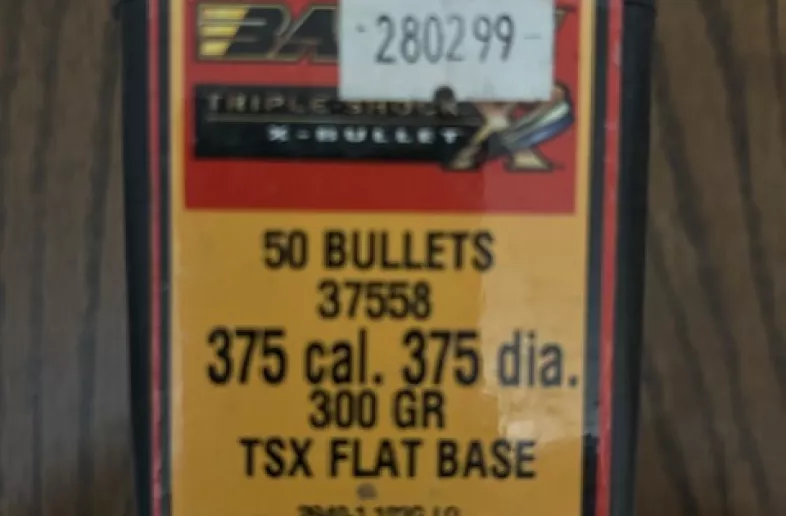 280299
TRIPLE-SHOCK
X-BULLET
50 BULLETS
37558
375 cal. 375 dia.
300 GR
TSX FLAT BASE